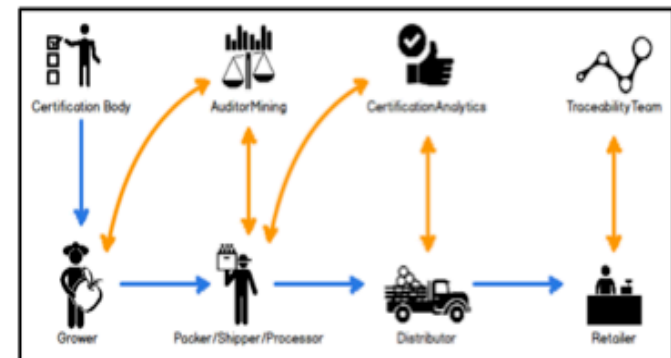 Certification Body
AuditorMining
CertificationAnalytics
TraceabilityTeam
Grower
Packer/Shipper/Processor
Distributor
Retailer